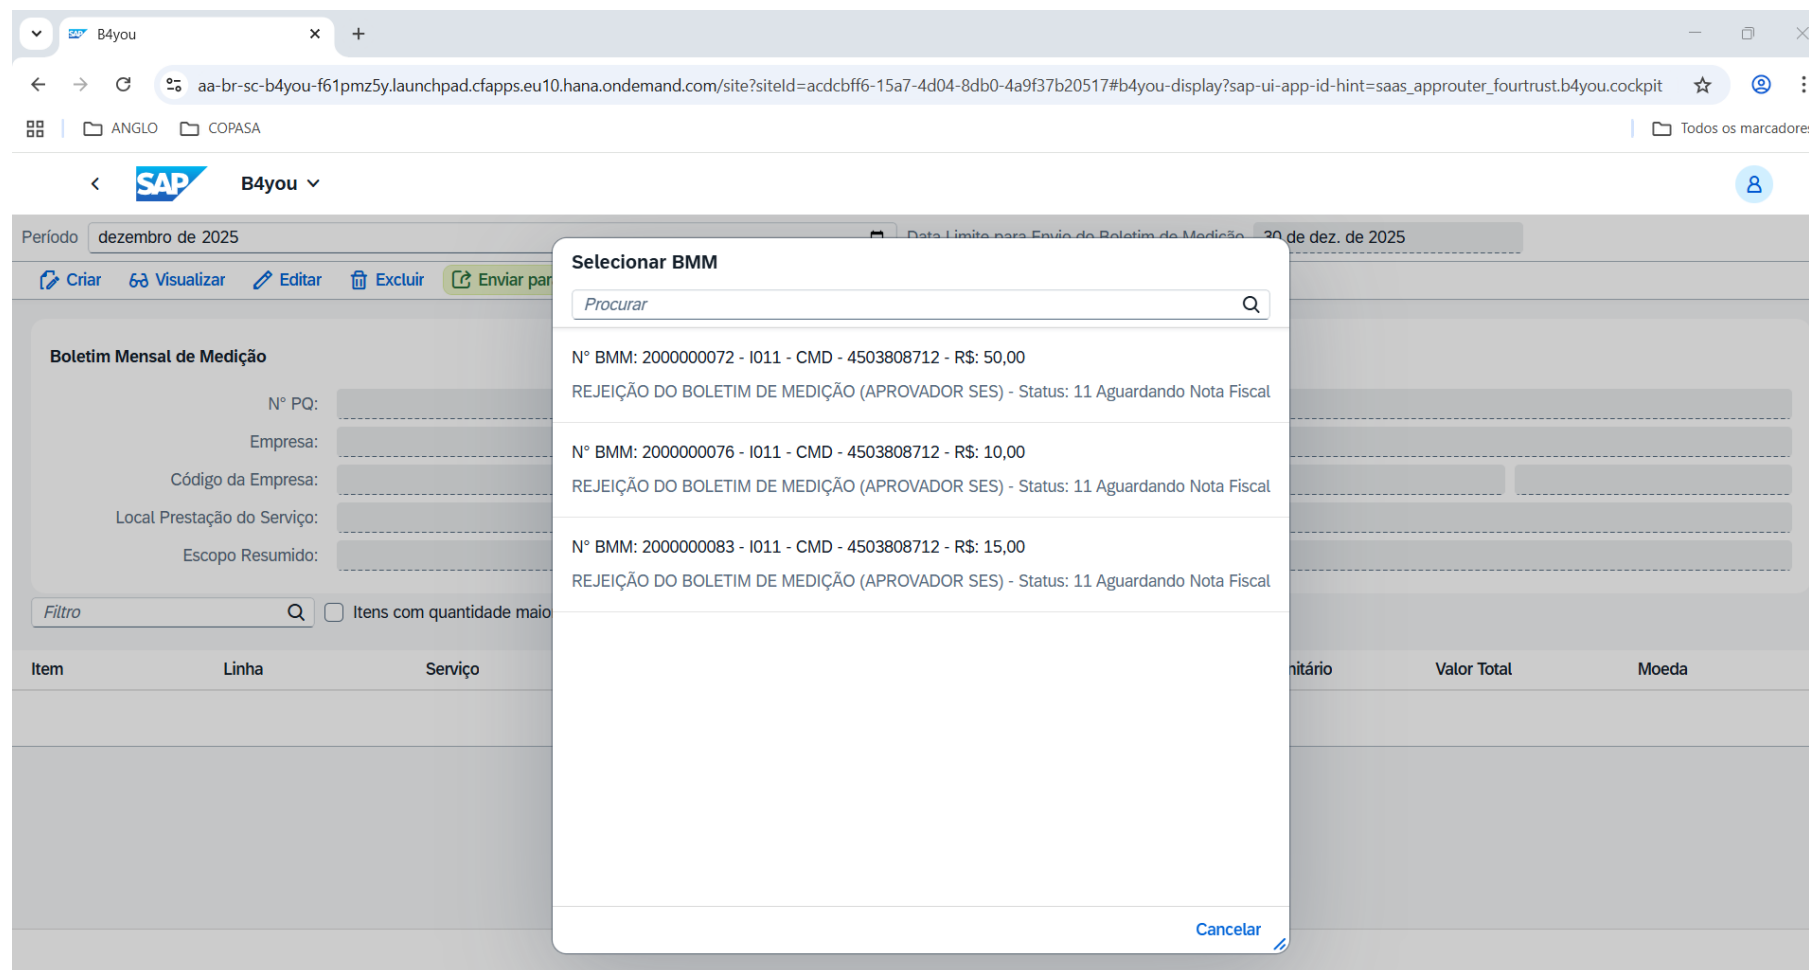 B4you
aa-br-sc-b4you-f61pmz5y.launchpad.cfapps.eu10.hana.ondemand.com/site?siteId=acdcbff6-15a7-4d04-8db0-4a9f37b20517#b4you-display?sap-ui-app-id-hint=saas_approuter_fourtrust.b4you.cockpit
ANGLO COPASA Todos os marcadores
SAP B4you
Período dezembro de 2025 Data Limite para Envio do Boletim de Medição 30 de dez. de 2025
Criar Visualizar Editar Excluir Enviar par
Selecionar BMM
Procurar
N° BMM: 2000000072 - I011 - CMD - 4503808712 - R$: 50,00
REJEIÇÃO DO BOLETIM DE MEDIÇÃO (APROVADOR SES) - Status: 11 Aguardando Nota Fiscal
N° BMM: 2000000076 - I011 - CMD - 4503808712 - R$: 10,00
REJEIÇÃO DO BOLETIM DE MEDIÇÃO (APROVADOR SES) - Status: 11 Aguardando Nota Fiscal
N° BMM: 2000000083 - I011 - CMD - 4503808712 - R$: 15,00
REJEIÇÃO DO BOLETIM DE MEDIÇÃO (APROVADOR SES) - Status: 11 Aguardando Nota Fiscal
Cancelar
Boletim Mensal de Medição
N° PQ:
Empresa:
Código da Empresa:
Local Prestação do Serviço:
Escopo Resumido:
Filtro Itens com quantidade maio
Item Linha Serviço nitário Valor Total Moeda